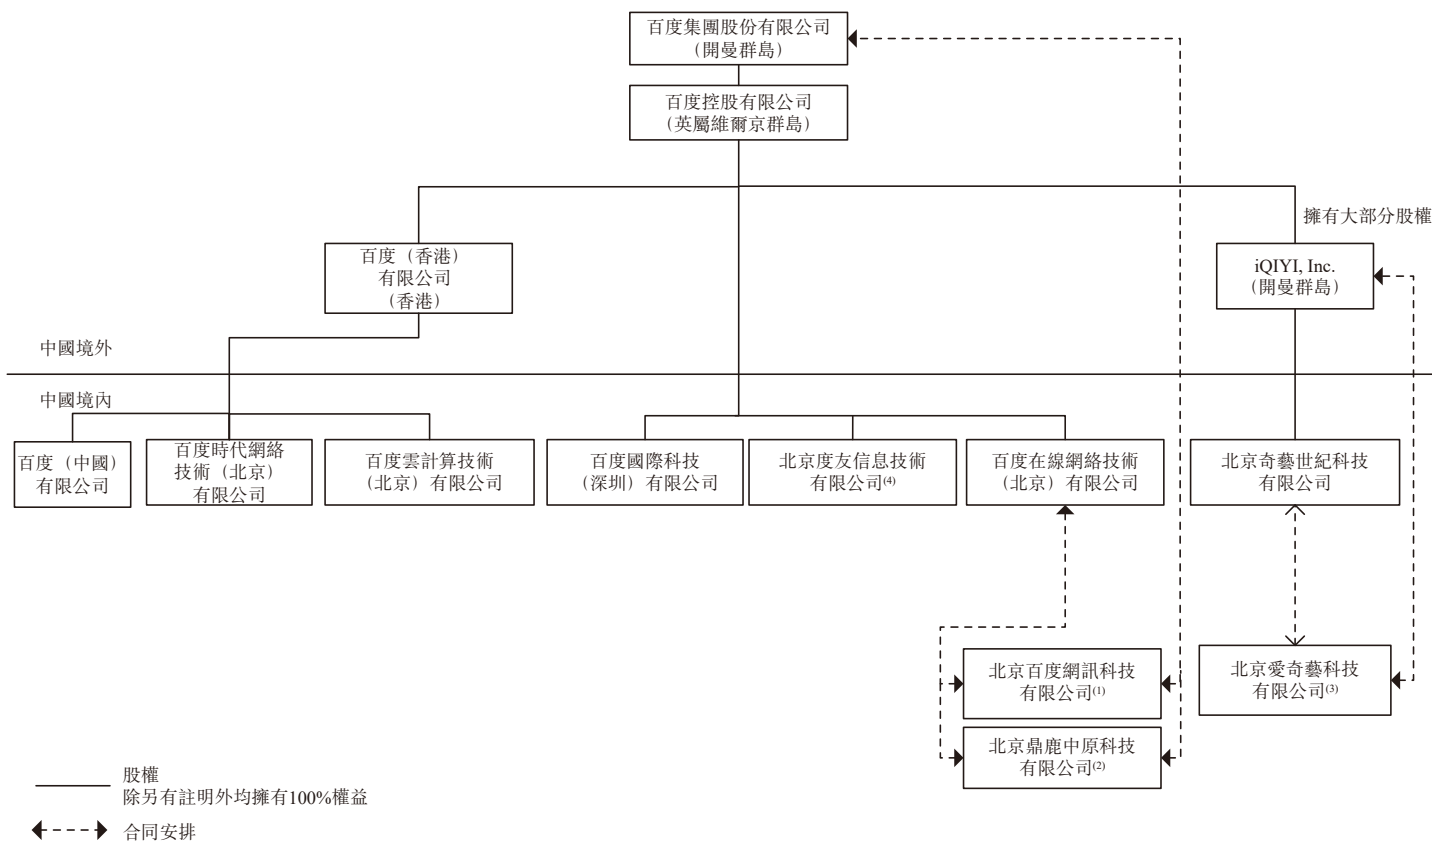 百度集團股份有限公司
（開曼群島）
百度控股有限公司
（英屬維爾京群島）
擁有大部分股權
百度（香港）
有限公司
（香港）
iQIYI, Inc.
（開曼群島）
中國境外
中國境內
百度（中國）
有限公司
百度時代網絡
技術（北京）
有限公司
百度雲計算技術
（北京）有限公司
百度國際科技
（深圳）有限公司
北京度友信息技術
有限公司(4)
百度在線網絡技術
（北京）有限公司
北京奇藝世紀科技
有限公司
北京百度網訊科技
有限公司(1)
北京愛奇藝科技
有限公司(3)
北京鼎鹿中原科技
有限公司(2)
股權
除另有註明外均擁有100%權益
合同安排